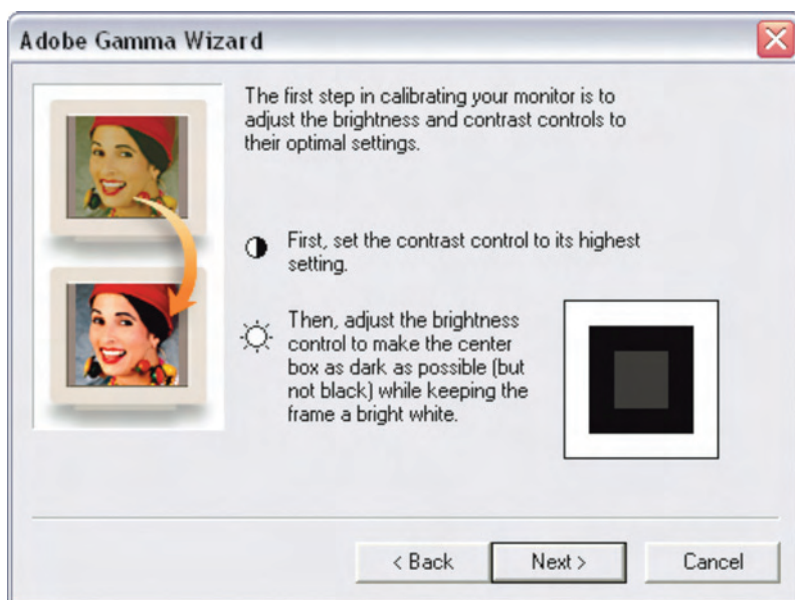 Adobe Gamma Wizard
The first step in calibrating your monitor is to
adjust the brightness and contrast controls to
their optimal settings.
First, set the contrast control to its highest
setting.
Then, adjust the brightness
control to make the center
box as dark as possible (but
not black) while keeping the
frame a bright white.
< Back
Next >
Cancel